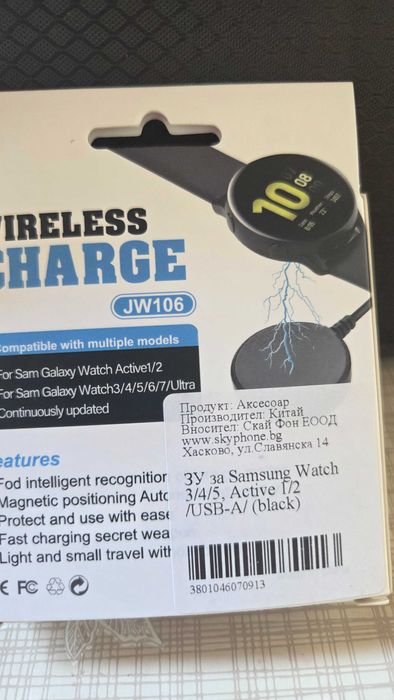 WIRELESS
CHARGE
JW106
Compatible with multiple models
For Sam Galaxy Watch Active1/2
For Sam Galaxy Watch3/4/5/6/7/Ultra
Continuously updated
10
08
Продукт: Аксесоар
Производител: Китай
Вносител: Скай Фон ЕООД
www.skyphone.bg
Хасково, ул.Славянска 14
ЗУ за Samsung Watch
3/4/5, Active 1/2
/USB-A/ (black)
3801046070913
eatures
Fod intelligent recognition
Magnetic positioning Auto
Protect and use with ease
Fast charging secret wea
Light and small travel with
CE FC